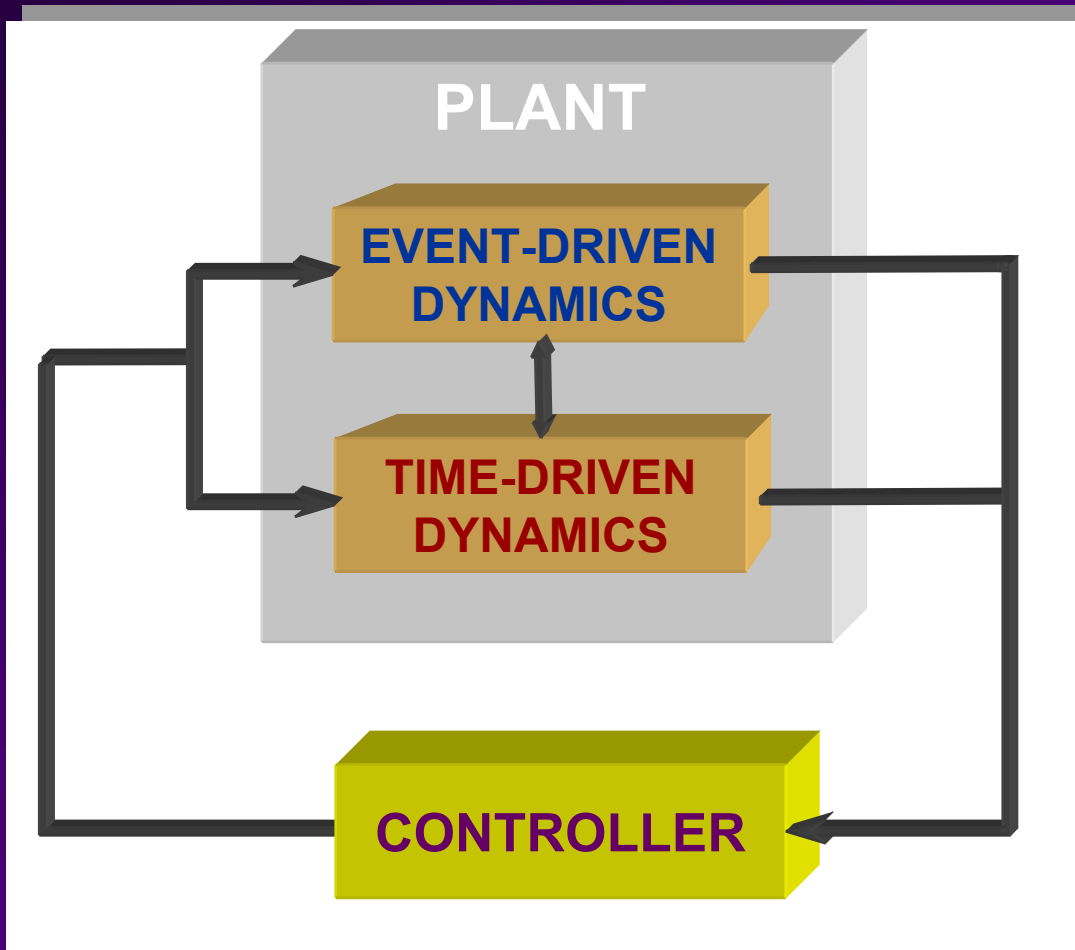 PLANT
EVENT-DRIVEN
DYNAMICS
TIME-DRIVEN
DYNAMICS
CONTROLLER